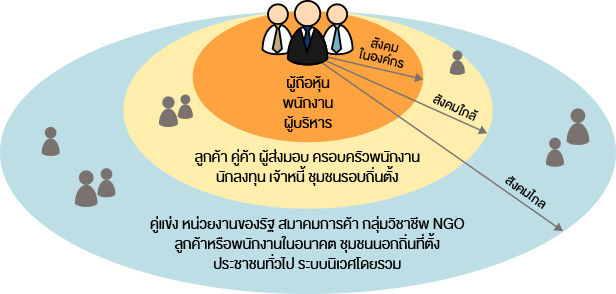 สังคม
ในองค์กร
ผู้ถือหุ้น
พนักงาน
ผู้บริหาร
สังคมใกล้
ลูกค้า คู่ค้า ผู้ส่งมอบ ครอบครัวพนักงาน
นักลงทุน เจ้าหนี้ ชุมชนรอบถิ่นตั้ง
สังคมไกล
คู่แข่ง หน่วยงานของรัฐ สมาคมการค้า กลุ่มวิชาชีพ NGO
ลูกค้าหรือพนักงานในอนาคต ชุมชนนอกถิ่นที่ตั้ง
ประชาชนทั่วไป ระบบนิเวศโดยรวม